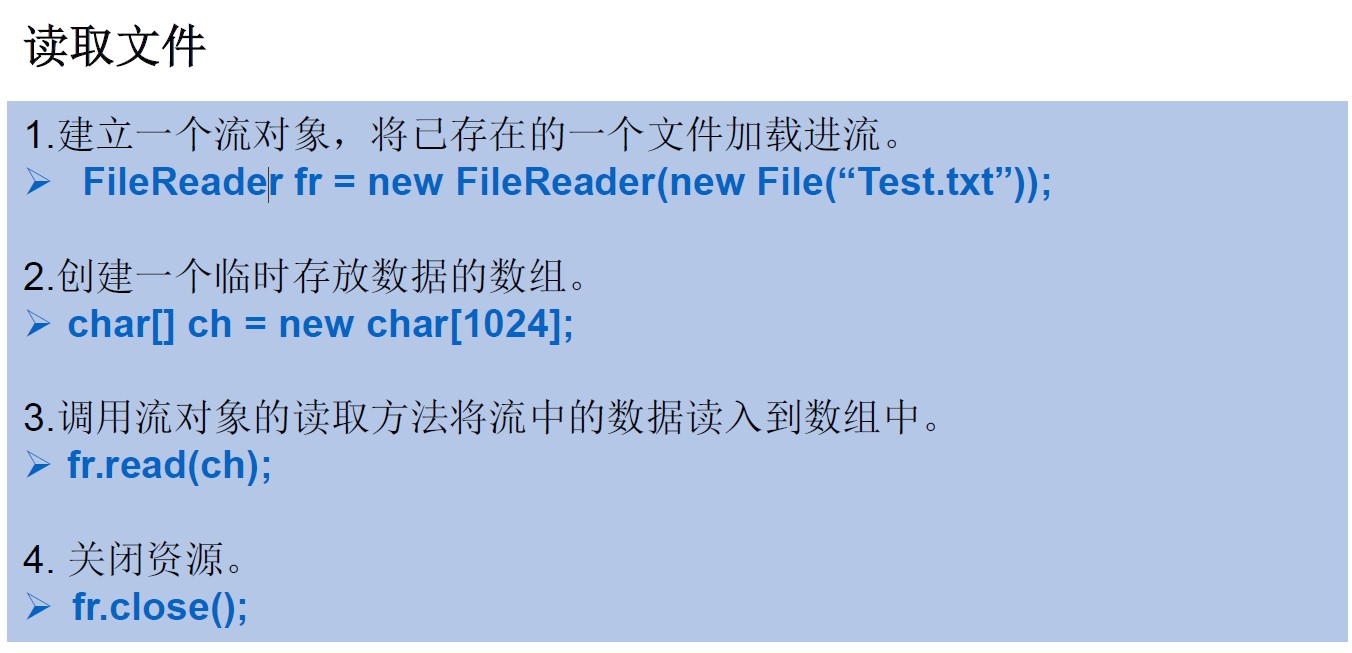 读取文件
1.建立一个流对象，将已存在的一个文件加载进流。
➢ FileReader fr = new FileReader(new File(“Test.txt”));
2.创建一个临时存放数据的数组。
➢ char[] ch = new char[1024];
3.调用流对象的读取方法将流中的数据读入到数组中。
➢ fr.read(ch);
4. 关闭资源。
➢ fr.close();